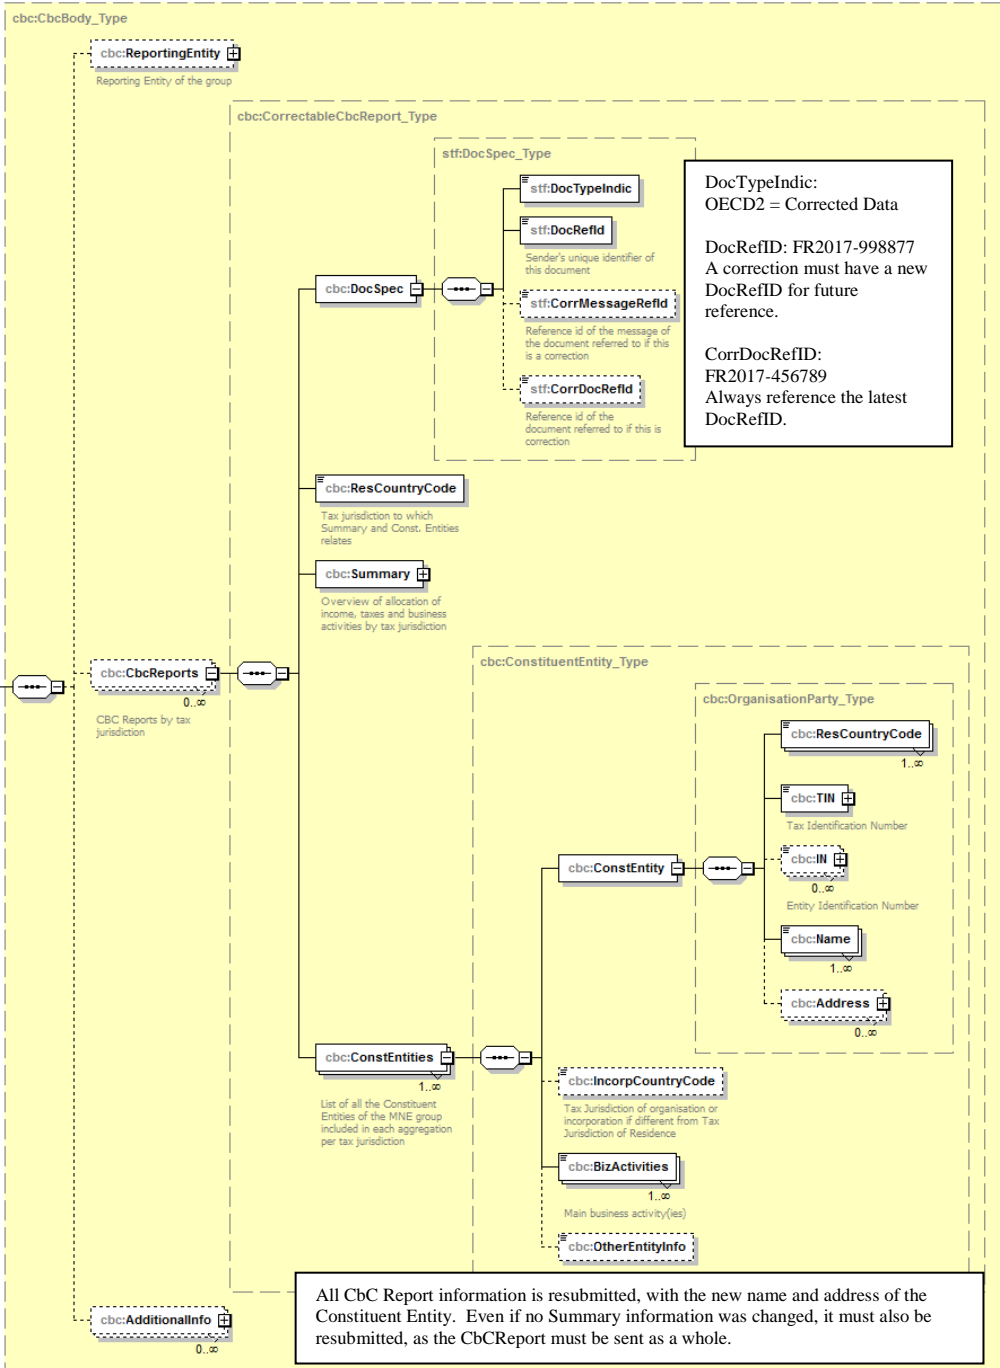 cbc:CbcBody_Type
cbc:ReportingEntity
Reporting Entity of the group
cbc:CorrectableCbcReport_Type
stf:DocSpec_Type
stf:DocTypeIndic
stf:DocRefId
Sender's unique identifier of
this document
cbc:DocSpec
stf:CorrMessageRefId
Reference id of the message of
the document referred to if this
is a correction
stf:CorrDocRefId
Reference id of the
document referred to if this is
correction
DocTypeIndic:
OECD2 = Corrected Data
DocRefID: FR2017-998877
A correction must have a new
DocRefID for future
reference.
CorrDocRefID:
FR2017-456789
Always reference the latest
DocRefID.
cbc:ResCountryCode
Tax jurisdiction to which
Summary and Const. Entities
relates
cbc:Summary
Overview of allocation of
income, taxes and business
activities by tax jurisdiction
cbc:CbcReports
0..∞
CBC Reports by tax
jurisdiction
cbc:ConstituentEntity_Type
cbc:OrganisationParty_Type
cbc:ResCountryCode
1..∞
cbc:TIN
Tax Identification Number
cbc:IN
0..∞
Entity Identification Number
cbc:ConstEntity
cbc:Name
1..∞
cbc:Address
0..∞
cbc:ConstEntities
1..∞
List of all the Constituent
Entities of the MNE group
included in each aggregation
per tax jurisdiction
cbc:IncorpCountryCode
Tax Jurisdiction of organisation or
incorporation if different from Tax
Jurisdiction of Residence
cbc:BizActivities
1..∞
Main business activity(ies)
cbc:OtherEntityInfo
All CbC Report information is resubmitted, with the new name and address of the
Constituent Entity.  Even if no Summary information was changed, it must also be
resubmitted, as the CbCReport must be sent as a whole.
cbc:AdditionalInfo
0..∞